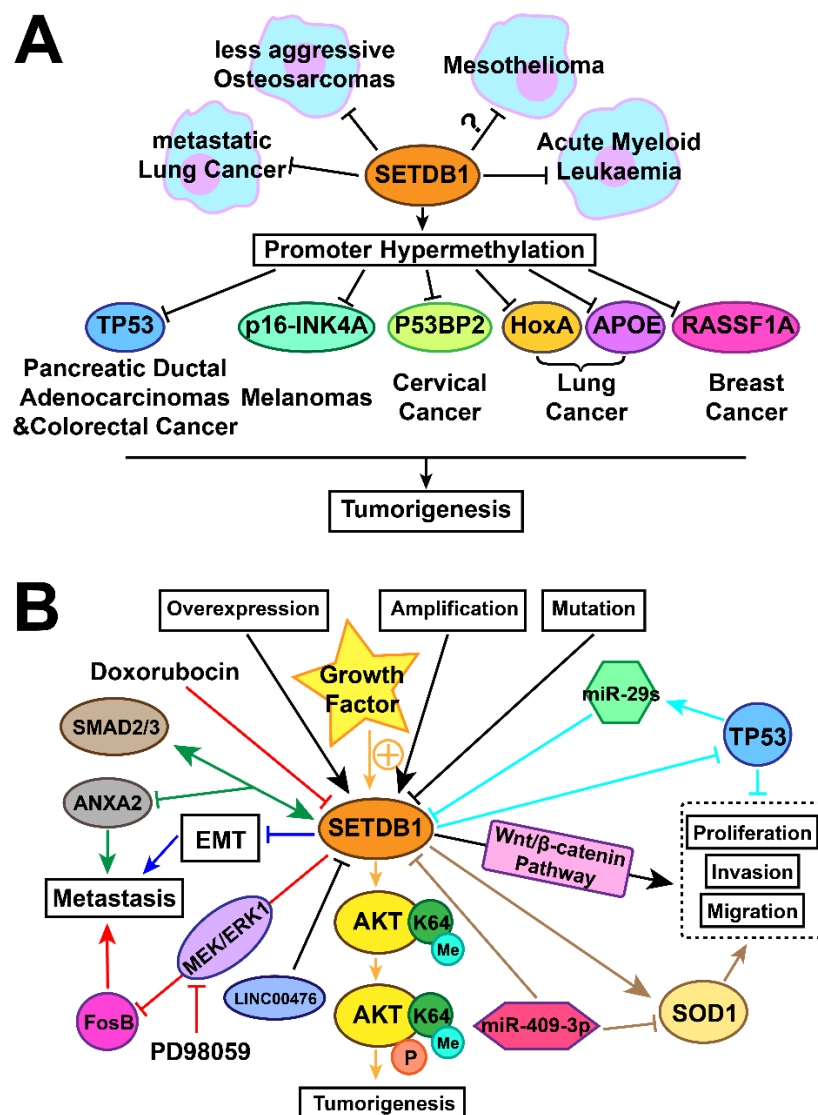 A
less aggressive
Osteosarcomas
Mesothelioma
metastatic
Lung Cancer
?
SETDB1
Acute Myeloid
Leukaemia
Promoter Hypermethylation
TP53
p16-INK4A
P53BP2
HoxA
APOE
RASSF1A
Pancreatic Ductal
Adenocarcinomas
&Colorectal Cancer
Melanomas
Cervical
Cancer
Lung
Cancer
Breast
Cancer
Tumorigenesis
B
Overexpression
Amplification
Mutation
Doxorubocin
Growth
Factor
miR-29s
SMAD2/3
TP53
ANXA2
SETDB1
EMT
Wnt/β-catenin
Pathway
Proliferation
Invasion
Migration
Metastasis
MEK/ERK1
AKT
K64
Me
LINC00476
FosB
PD98059
AKT
K64
Me
P
miR-409-3p
SOD1
Tumorigenesis